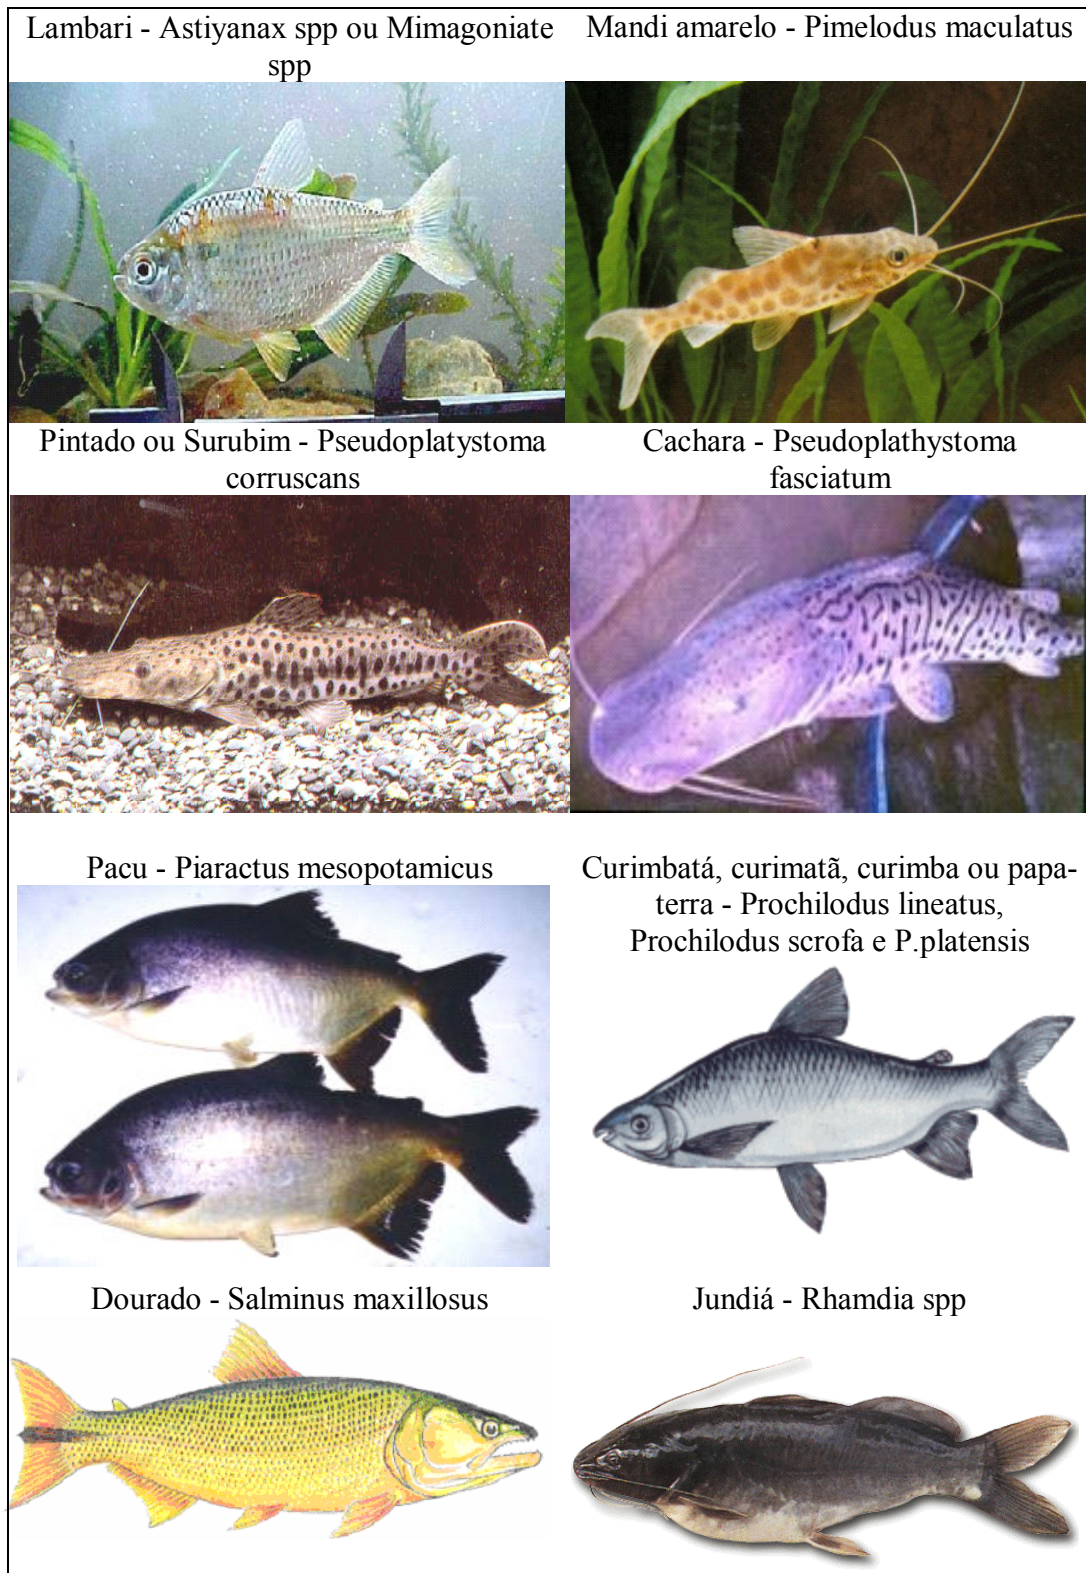 Lambari - Astiyanax spp ou Mimagoniate
spp
Mandi amarelo - Pimelodus maculatus
Pintado ou Surubim - Pseudoplatystoma
corruscans
Cachara - Pseudoplathystoma
fasciatum
Pacu - Piaractus mesopotamicus
Curimbatá, curimatã, curimba ou papa-
terra - Prochilodus lineatus,
Prochilodus scrofa e P.platensis
Dourado - Salminus maxillosus
Jundiá - Rhamdia spp